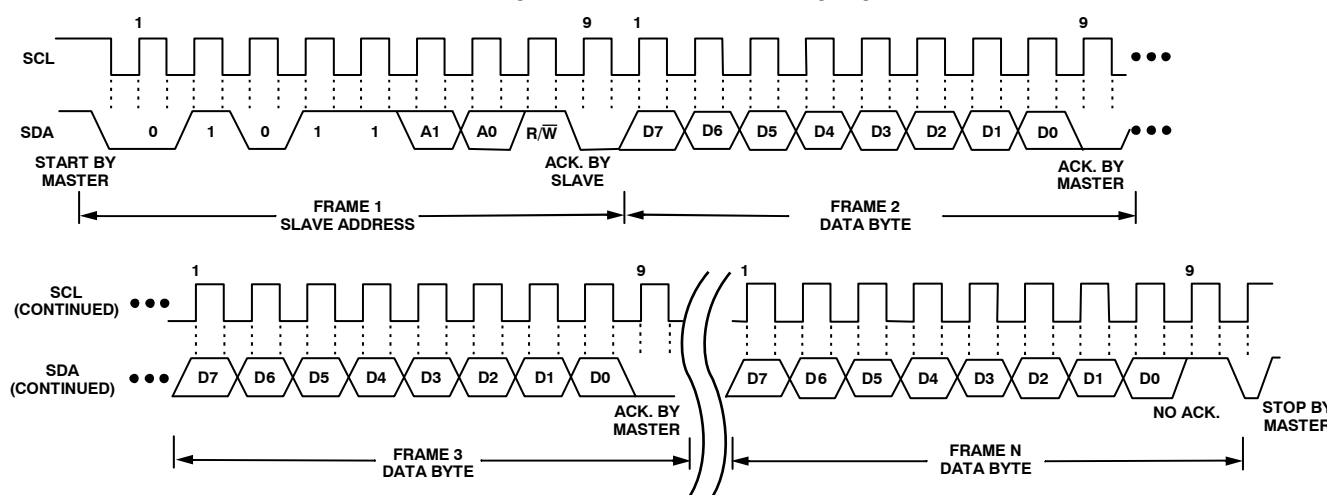 1 9 1 9
SCL
SDA 0 1 0 1 1 A1 A0 R/W̅ D7 D6 D5 D4 D3 D2 D1 D0
START BY MASTER
ACK. BY SLAVE
ACK. BY MASTER
FRAME 1 SLAVE ADDRESS
FRAME 2 DATA BYTE
1 9 1 9
SCL (CONTINUED)
SDA (CONTINUED) D7 D6 D5 D4 D3 D2 D1 D0 D7 D6 D5 D4 D3 D2 D1 D0
ACK. BY MASTER
NO ACK.
STOP BY MASTER
FRAME 3 DATA BYTE
FRAME N DATA BYTE